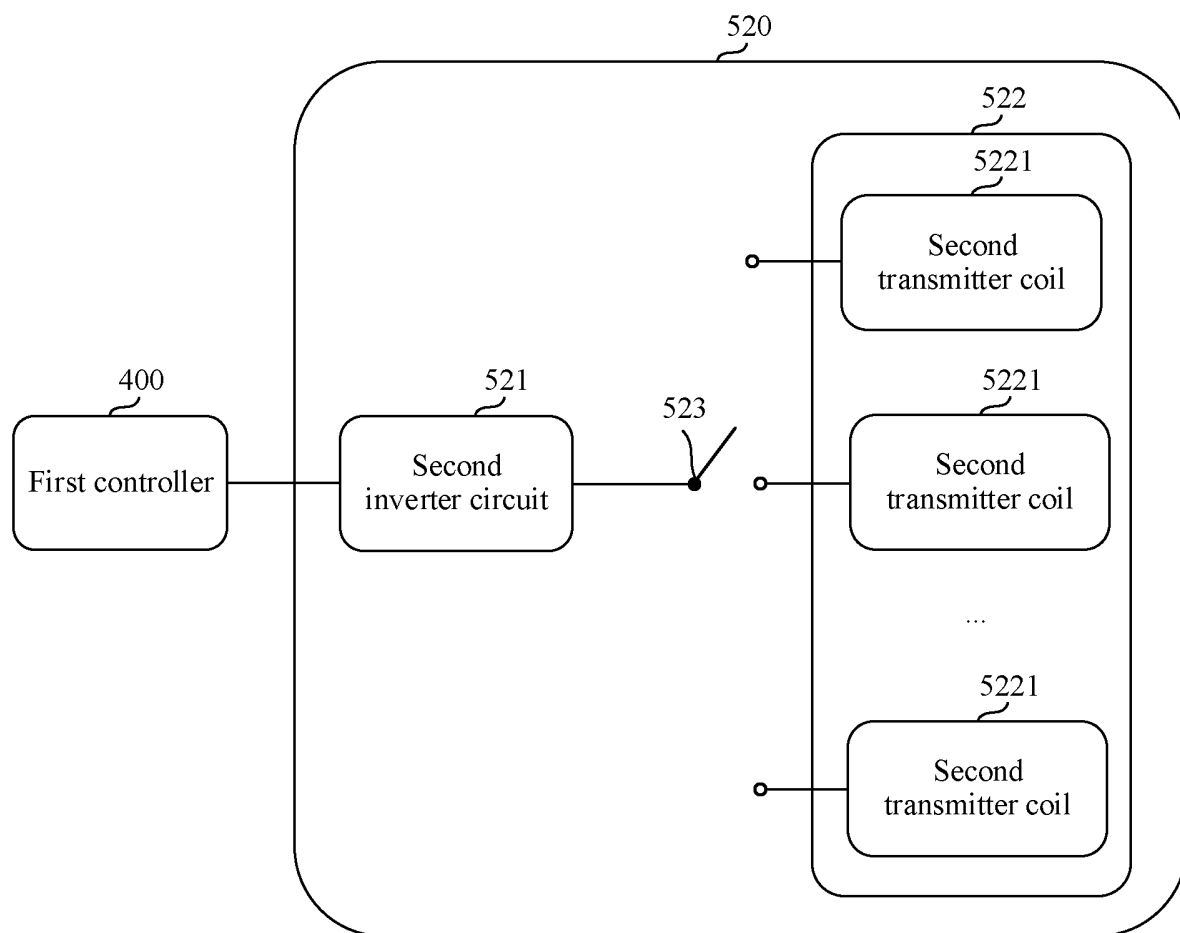 520
522
5221
Second
transmitter coil
400
521
523
5221
First controller
Second
inverter circuit
Second
transmitter coil
...
5221
Second
transmitter coil